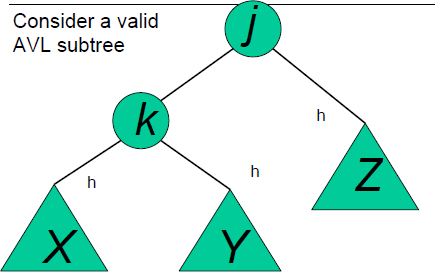 Consider a valid
AVL subtree
j
k
h
Z
h
h
X
Y